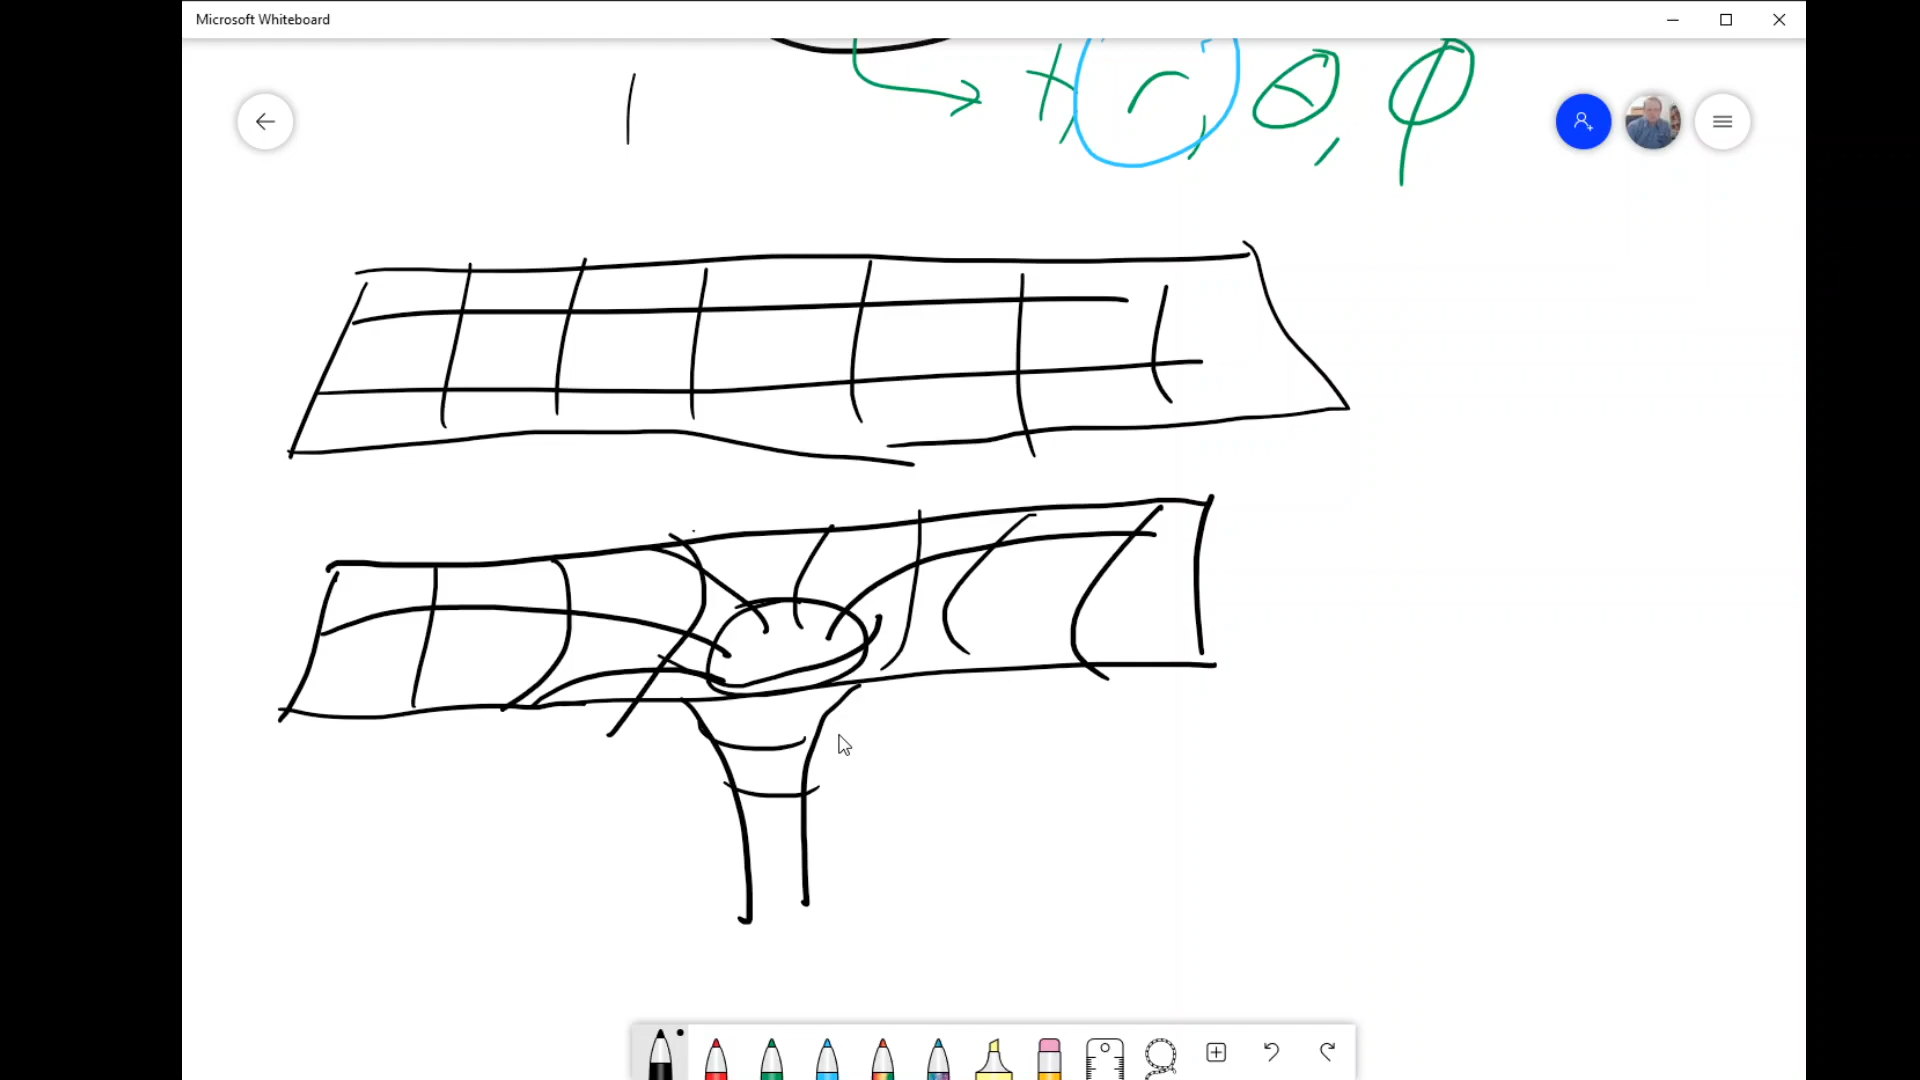 Microsoft Whiteboard
t, r, θ, φ